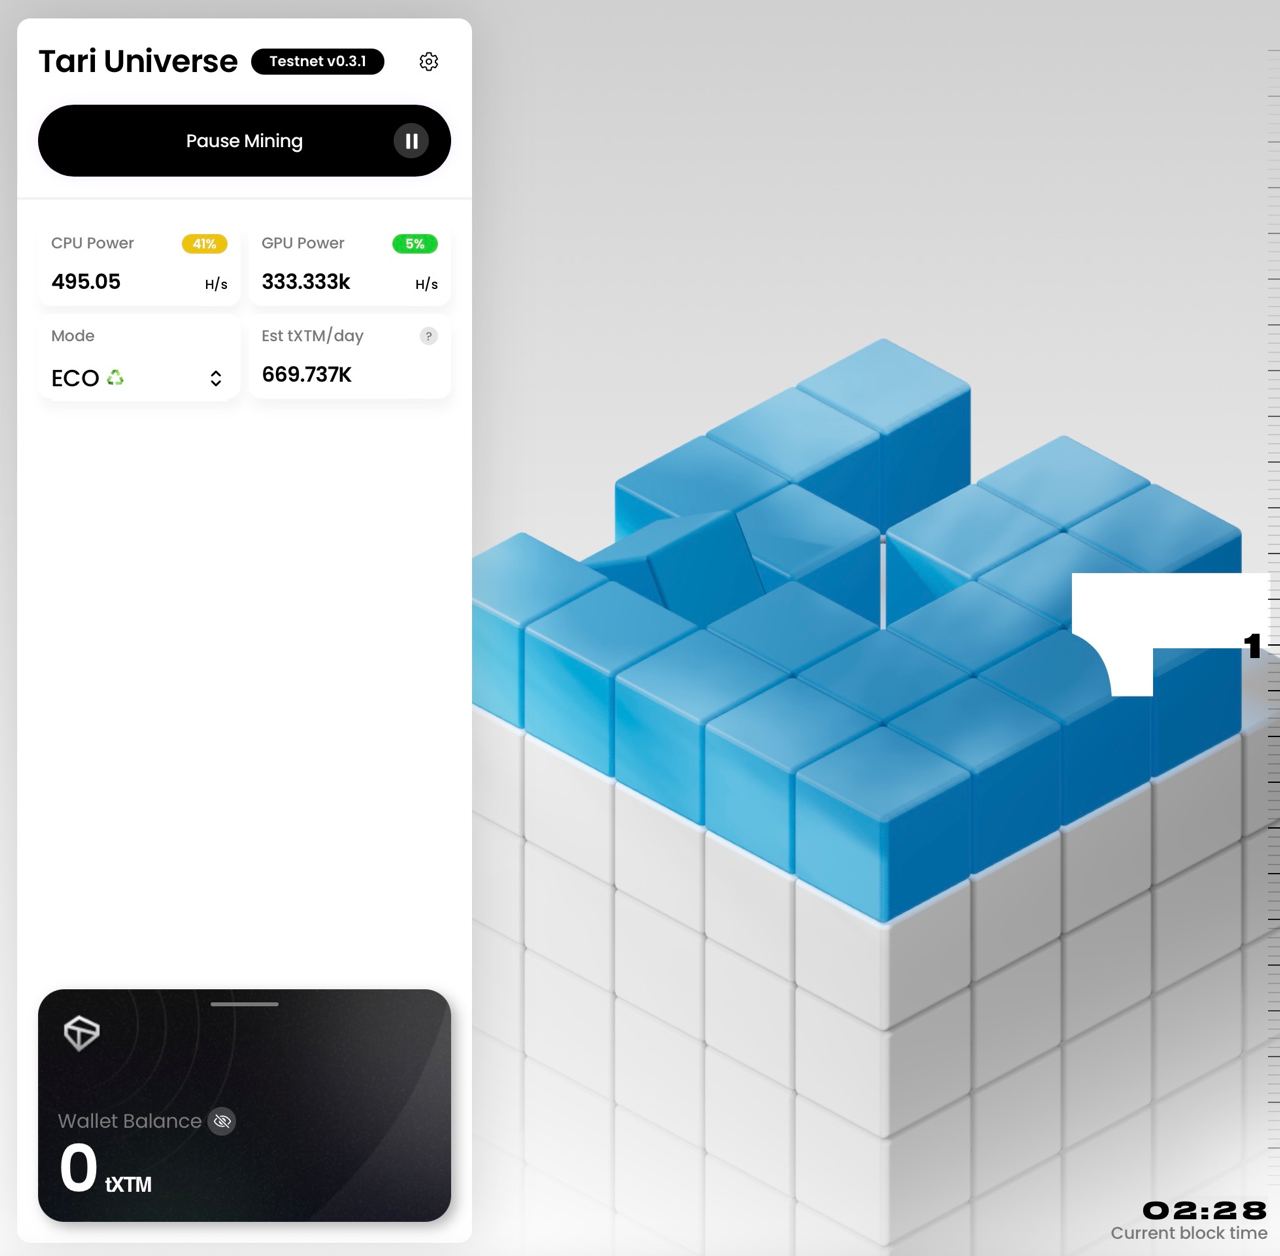 Tari Universe Testnet v0.3.1
Pause Mining
CPU Power 41%
495.05 H/s
GPU Power 5%
333.333k H/s
Mode
ECO
Est tXTM/day ?
669.737K
1
Wallet Balance
0 tXTM
02:28
Current block time